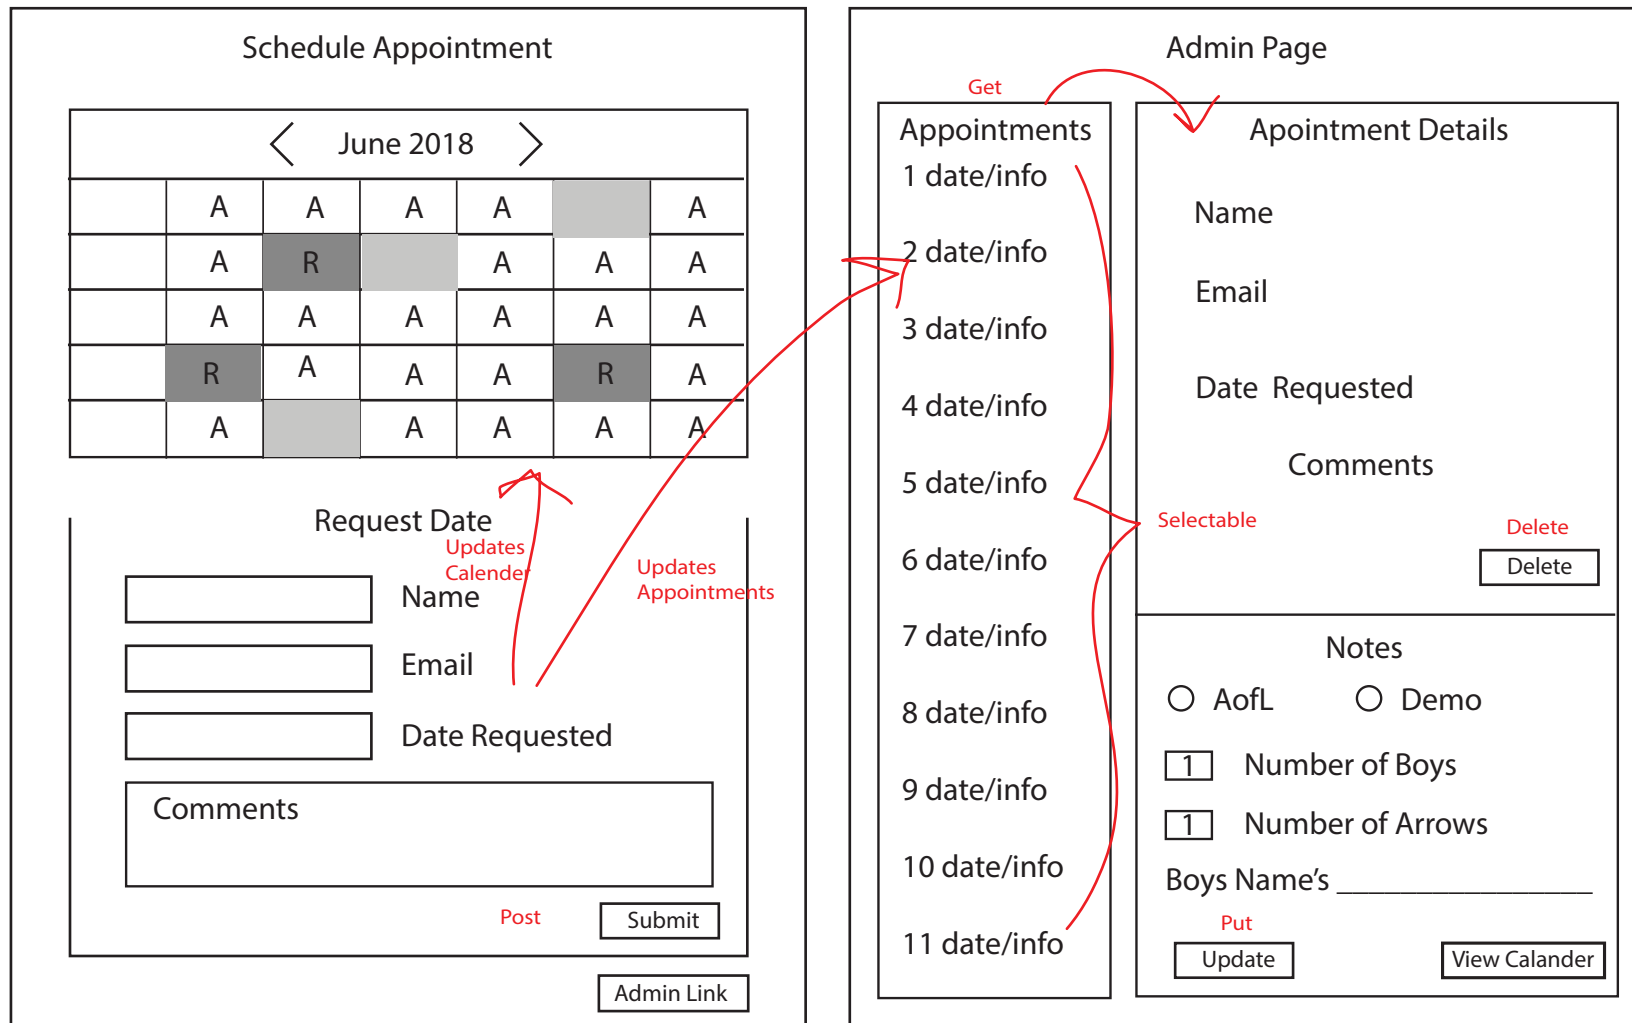 Schedule Appointment
June 2018
A A A A A
A R A A A
A A A A A A
R A A A R A
A A A A A
Request Date
Updates
Calender
Updates
Appointments
Name
Email
Date Requested
Comments
Post
Submit
Admin Link
Admin Page
Get
Appointments
1 date/info
2 date/info
3 date/info
4 date/info
5 date/info
6 date/info
7 date/info
8 date/info
9 date/info
10 date/info
11 date/info
Selectable
Apointment Details
Name
Email
Date Requested
Comments
Delete
Delete
Notes
AofL Demo
1 Number of Boys
1 Number of Arrows
Boys Name's ________________
Put
Update
View Calander